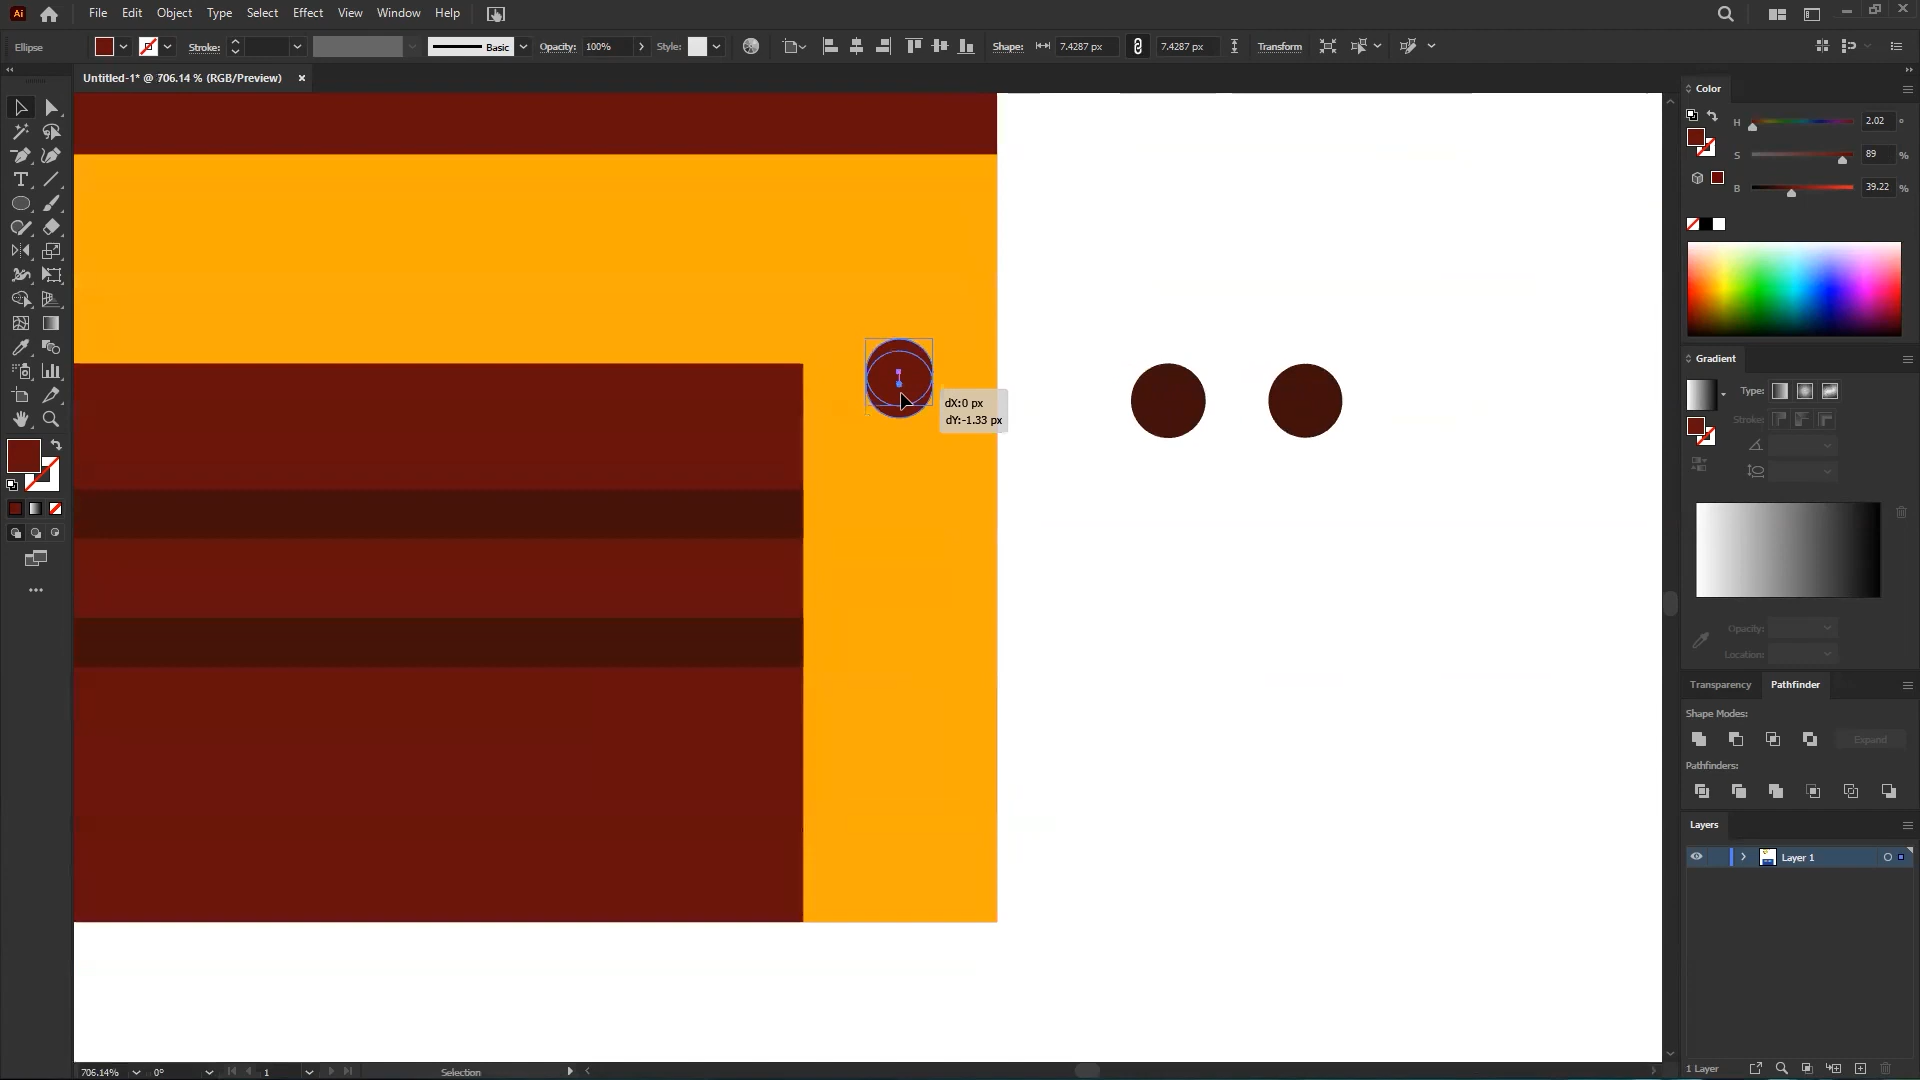 Ai File Edit Object Type Select Effect View Window Help
Ellipse Stroke: Basic Opacity: 100% Style: Shape: 7.4287 px 7.4287 px Transform
Untitled-1* @ 706.14 % (RGB/Preview) ×
Color
H 2.02 °
S 89 %
B 39.22 %
Gradient
Type:
Stroke:
Opacity:
Location:
dX:0 px
dY:-1.33 px
Transparency Pathfinder
Shape Modes:
Expand
Pathfinders:
Layers
Layer 1
706.14% 0° 1 Selection
1 Layer